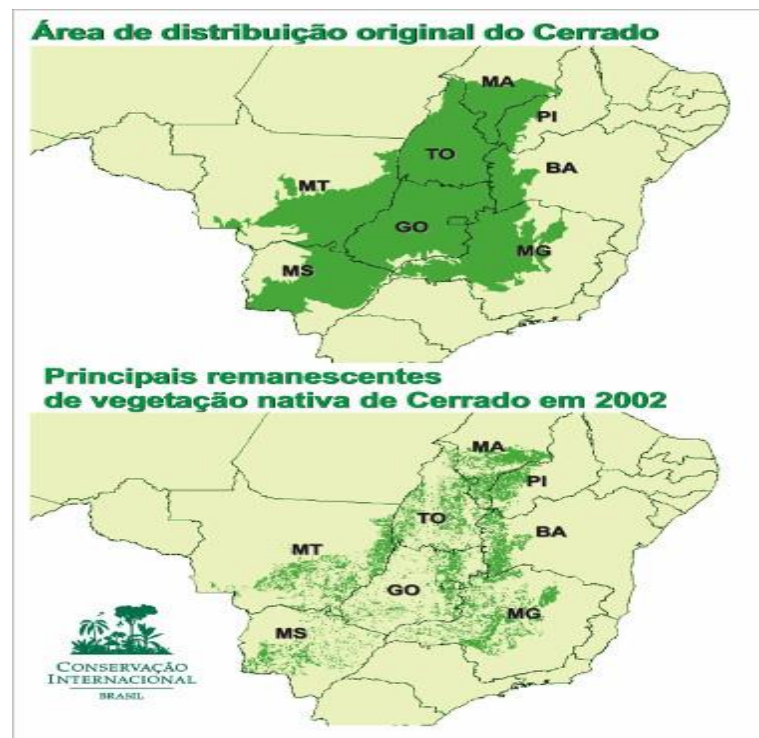 Área de distribuição original do Cerrado
MA
PI
TO
BA
MT
GO
MG
MS
Principais remanescentes
de vegetação nativa de Cerrado em 2002
MA
PI
TO
BA
MT
GO
MG
MS
CONSERVAÇÃO
INTERNACIONAL
BRASIL